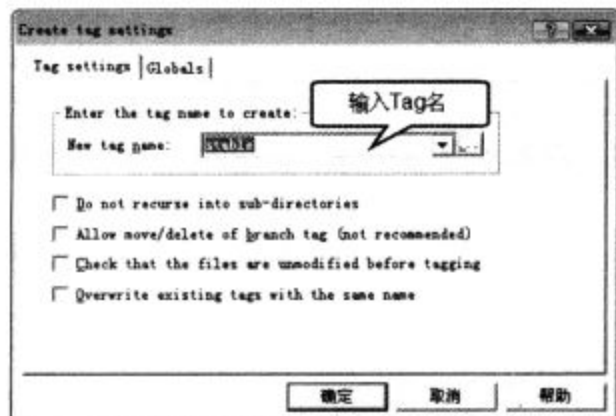 Create tag settings
Tag settings Globals
输入Tag名
Enter the tag name to create:
New tag name:
Do not recurse into sub-directories
Allow move/delete of branch tag (not recommended)
Check that the files are unmodified before tagging
Overwrite existing tags with the same name
确定 取消 帮助